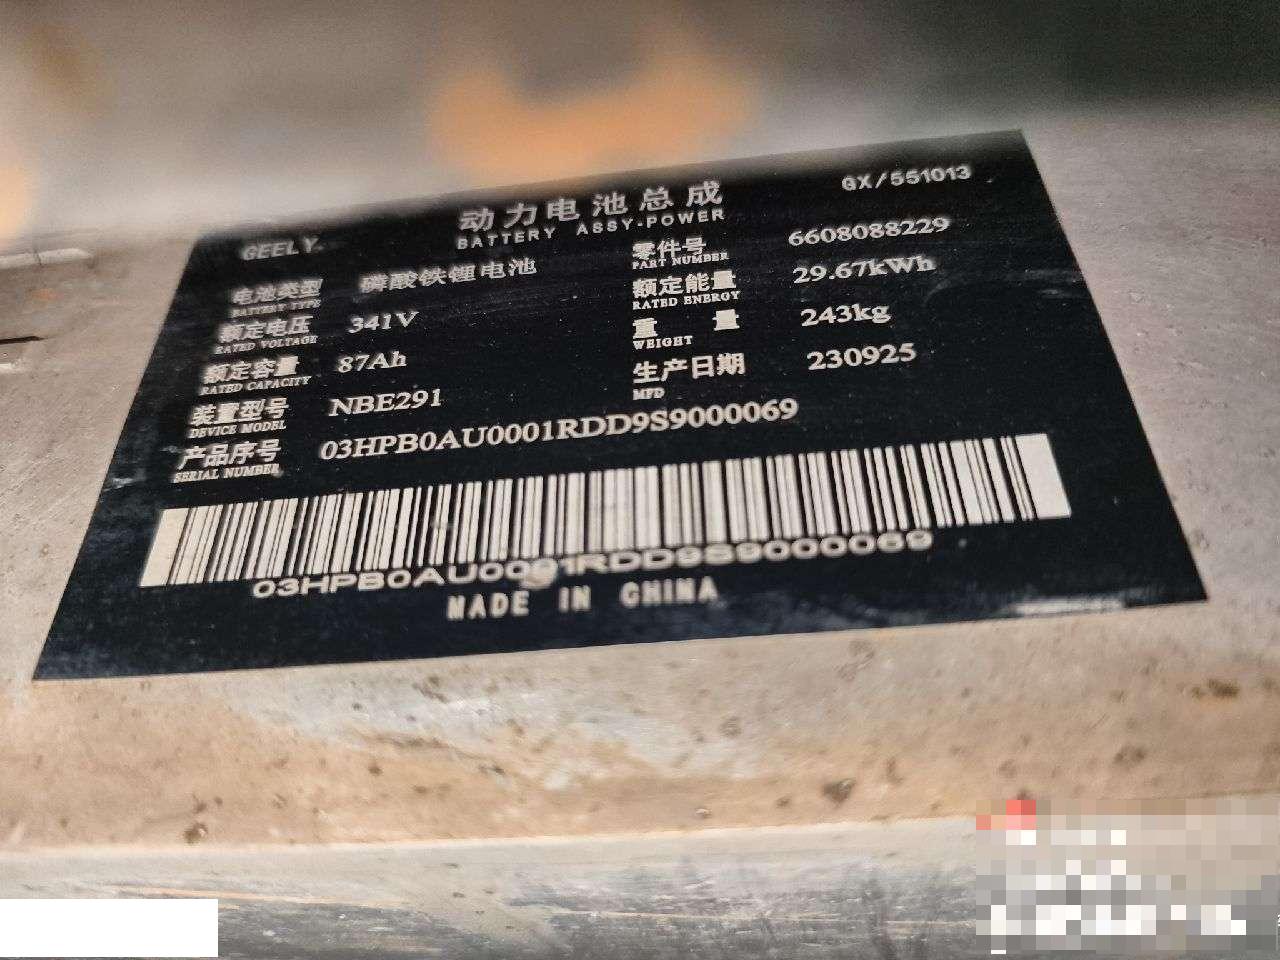 GEELY
动力电池总成
BATTERY ASSY-POWER
GX/551013
电池类型 磷酸铁锂电池
BATTERY TYPE
零件号 6608088229
PART NUMBER
额定电压 341V
RATED VOLTAGE
额定能量 29.67kWh
RATED ENERGY
额定容量 87Ah
RATED CAPACITY
重量 243kg
WEIGHT
装置型号 NBE291
DEVICE MODEL
生产日期 230925
MFD
产品序号 03HPB0AU0001RDD9S9000069
SERIAL NUMBER
03HPB0AU0001RDD9S9000069
MADE IN CHINA